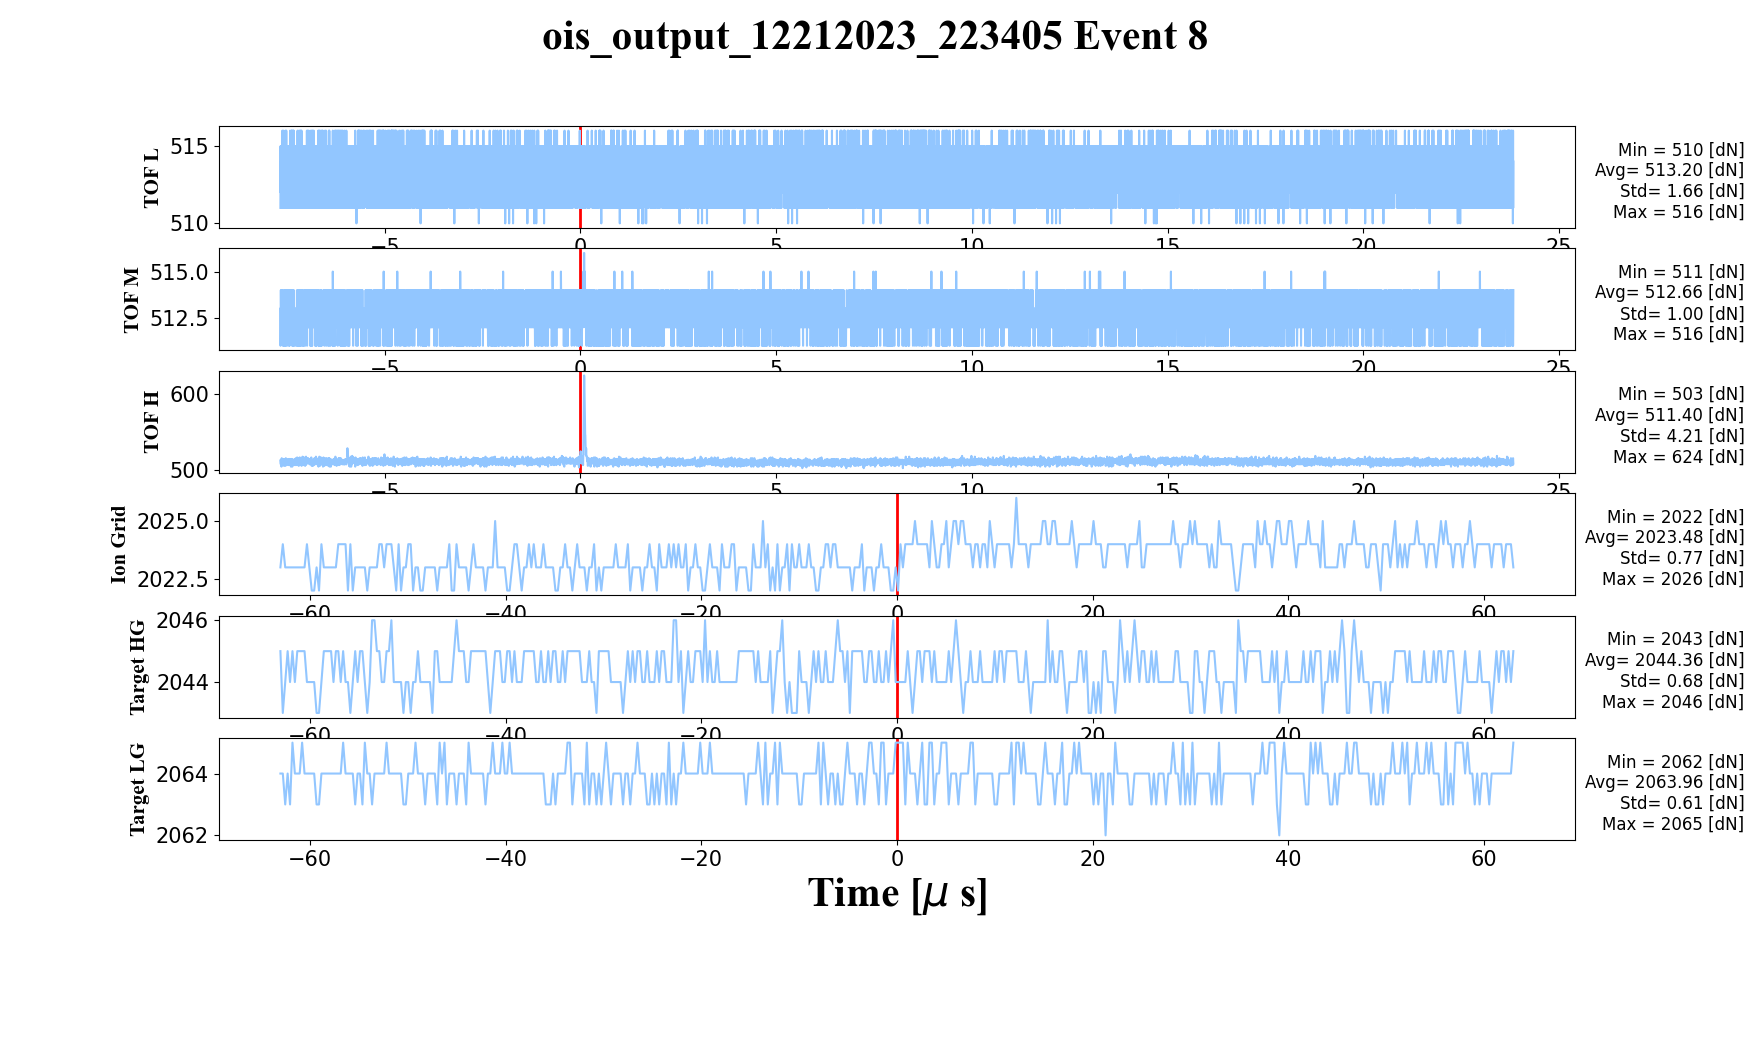 ois_output_12212023_223405 Event 8
TOF L
515
510
−5 0 5 10 15 20 25
Min = 510 [dN]
Avg= 513.20 [dN]
Std= 1.66 [dN]
Max = 516 [dN]
TOF M
515.0
512.5
−5 0 5 10 15 20 25
Min = 511 [dN]
Avg= 512.66 [dN]
Std= 1.00 [dN]
Max = 516 [dN]
TOF H
600
500
−5 0 5 10 15 20 25
Min = 503 [dN]
Avg= 511.40 [dN]
Std= 4.21 [dN]
Max = 624 [dN]
Ion Grid
2025.0
2022.5
−60 −40 −20 0 20 40 60
Min = 2022 [dN]
Avg= 2023.48 [dN]
Std= 0.77 [dN]
Max = 2026 [dN]
Target HG
2046
2044
−60 −40 −20 0 20 40 60
Min = 2043 [dN]
Avg= 2044.36 [dN]
Std= 0.68 [dN]
Max = 2046 [dN]
Target LG
2064
2062
−60 −40 −20 0 20 40 60
Min = 2062 [dN]
Avg= 2063.96 [dN]
Std= 0.61 [dN]
Max = 2065 [dN]
Time [μ s]